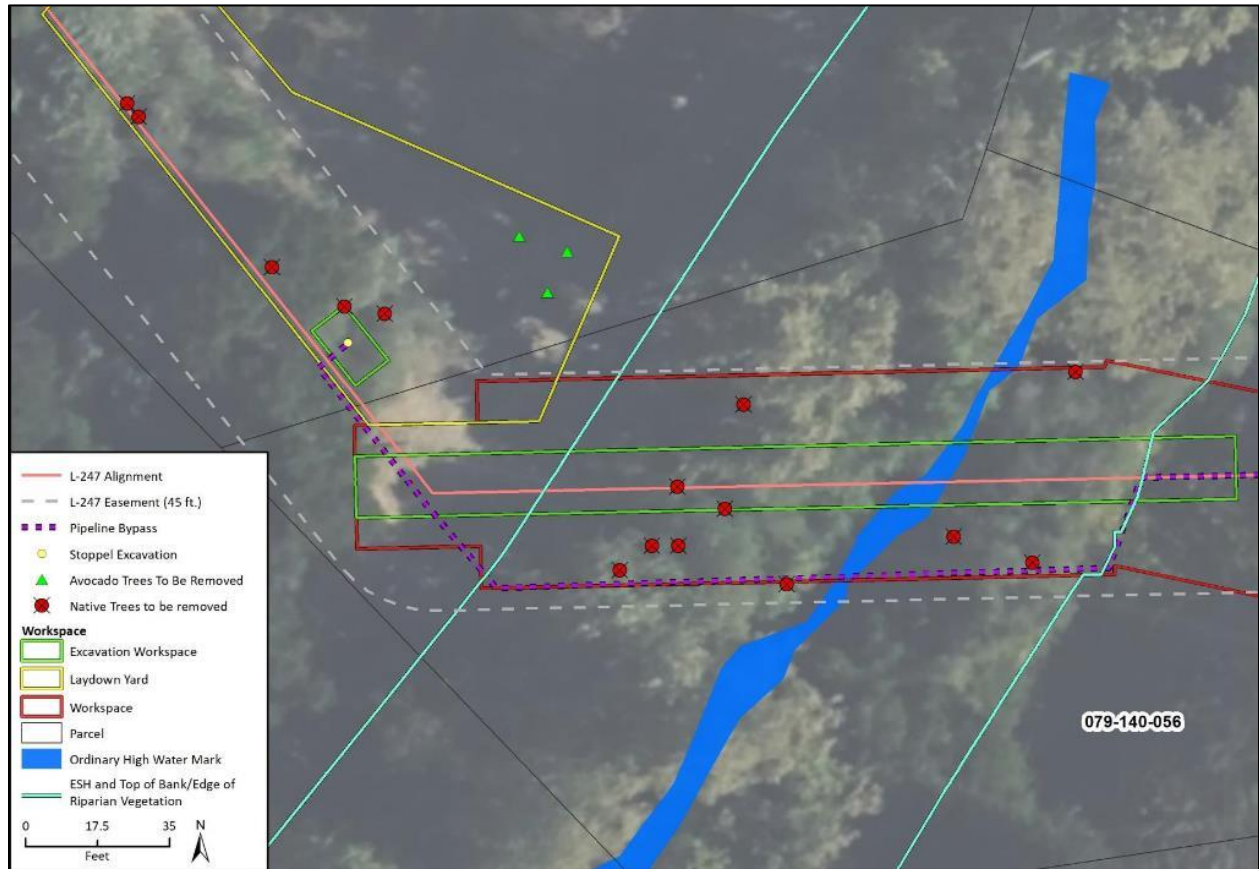 079-140-056
L-247 Alignment
L-247 Easement (45 ft.)
Pipeline Bypass
Stoppel Excavation
Avocado Trees To Be Removed
Native Trees to be removed
Workspace
Excavation Workspace
Laydown Yard
Workspace
Parcel
Ordinary High Water Mark
ESH and Top of Bank/Edge of
Riparian Vegetation
0 17.5 35
Feet
N